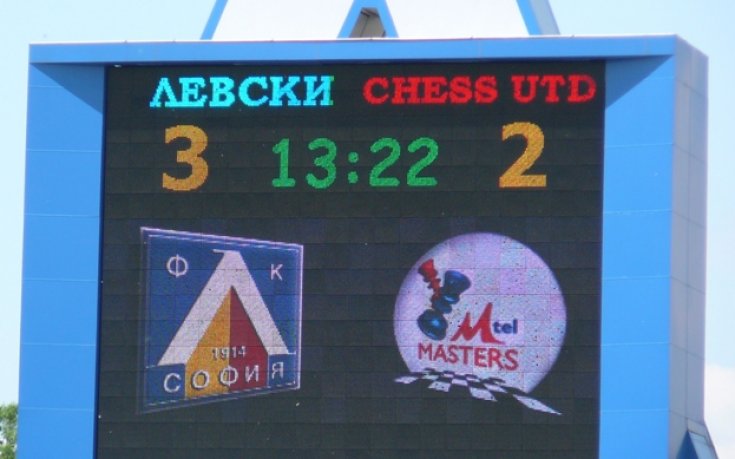 ЛЕВСКИ CHESS UTD
3 13:22 2
Ф К
1914
СОФИЯ
Mtel
MASTERS